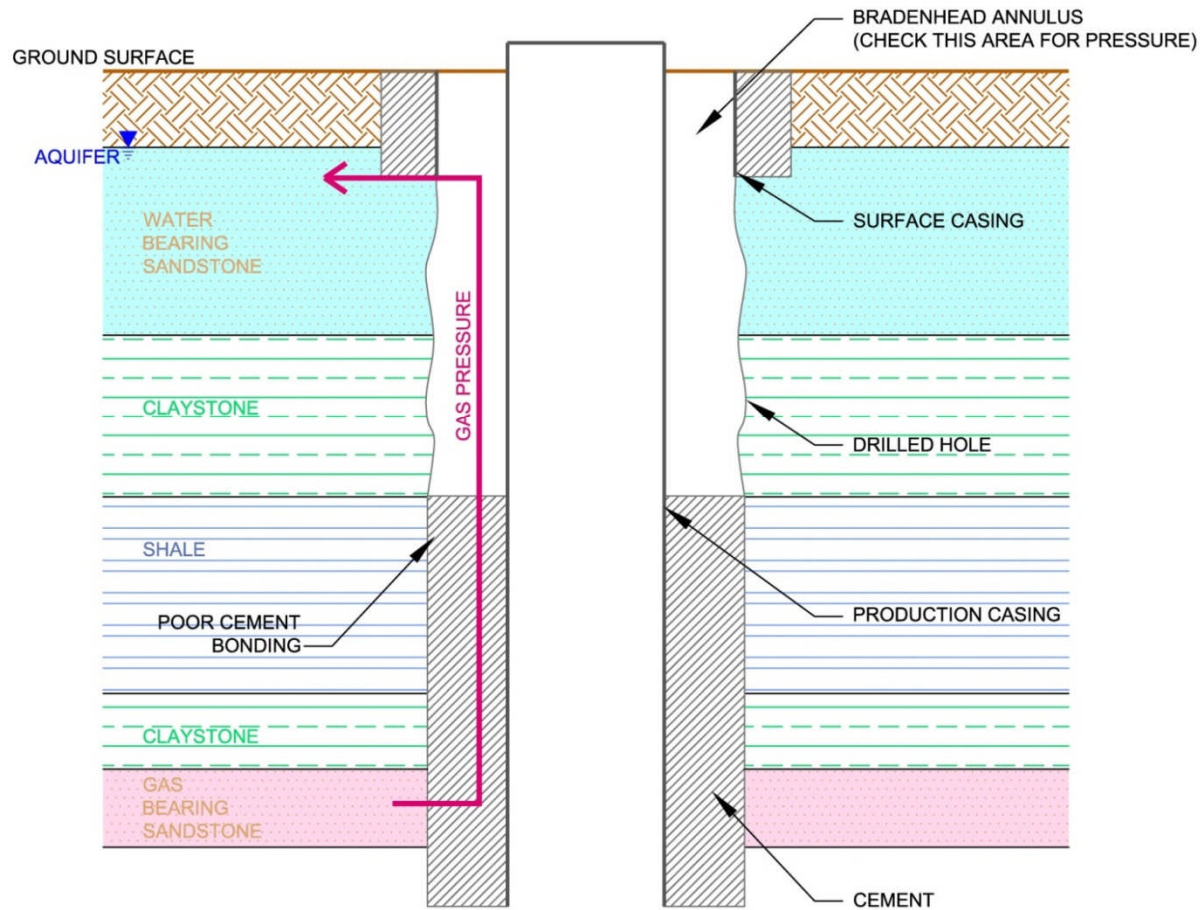 BRADENHEAD ANNULUS
(CHECK THIS AREA FOR PRESSURE)
GROUND SURFACE
AQUIFER
WATER
BEARING
SANDSTONE
SURFACE CASING
GAS PRESSURE
CLAYSTONE
DRILLED HOLE
SHALE
POOR CEMENT
BONDING
PRODUCTION CASING
CLAYSTONE
GAS
BEARING
SANDSTONE
CEMENT